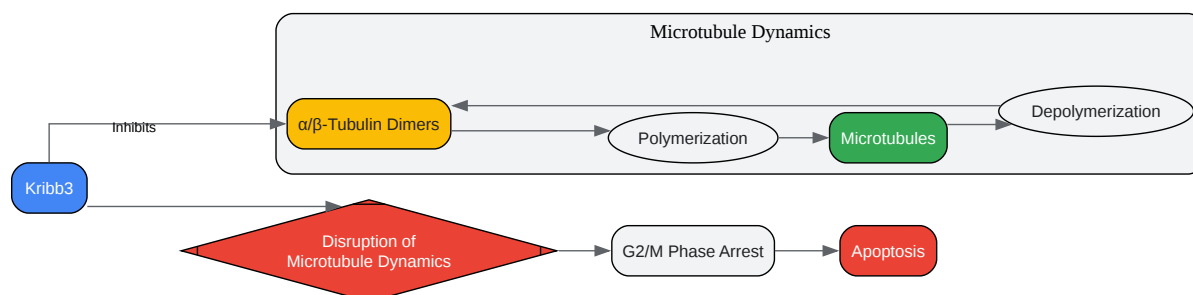 Microtubule Dynamics
Inhibits
α/β-Tubulin Dimers
Polymerization
Microtubules
Depolymerization
Kribb3
Disruption of
Microtubule Dynamics
G2/M Phase Arrest
Apoptosis